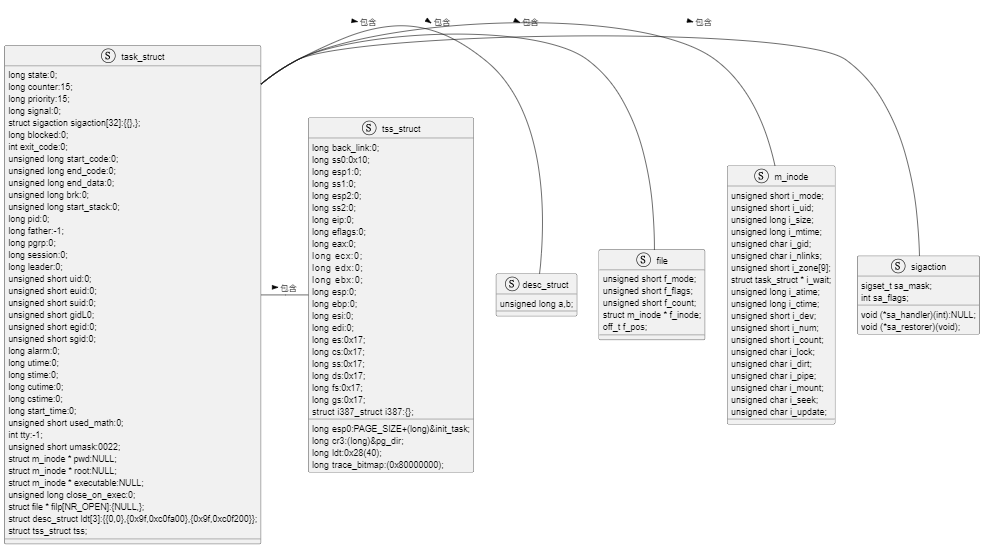 包含
包含
包含
包含
S task_struct
long state:0;
long counter:15;
long priority:15;
long signal:0;
struct sigaction sigaction[32]:{{},};
long blocked:0;
int exit_code:0;
unsigned long start_code:0;
unsigned long end_code:0;
unsigned long end_data:0;
unsigned long brk:0;
unsigned long start_stack:0;
long pid:0;
long father:-1;
long pgrp:0;
long session:0;
long leader:0;
unsigned short uid:0;
unsigned short euid:0;
unsigned short suid:0;
unsigned short gidL0;
unsigned short egid:0;
unsigned short sgid:0;
long alarm:0;
long utime:0;
long stime:0;
long cutime:0;
long cstime:0;
long start_time:0;
unsigned short used_math:0;
int tty:-1;
unsigned short umask:0022;
struct m_inode * pwd:NULL;
struct m_inode * root:NULL;
struct m_inode * executable:NULL;
unsigned long close_on_exec:0;
struct file * filp[NR_OPEN]:{NULL,};
struct desc_struct ldt[3]:{{0,0},{0x9f,0xc0fa00},{0x9f,0xc0f200}};
struct tss_struct tss;
包含
S tss_struct
long back_link:0;
long ss0:0x10;
long esp1:0;
long ss1:0;
long esp2:0;
long ss2:0;
long eip:0;
long eflags:0;
long eax:0;
long ecx:0;
long edx:0;
long ebx:0;
long esp:0;
long ebp:0;
long esi:0;
long edi:0;
long es:0x17;
long cs:0x17;
long ss:0x17;
long ds:0x17;
long fs:0x17;
long gs:0x17;
struct i387_struct i387:{};
long esp0:PAGE_SIZE+(long)&init_task;
long cr3:(long)&pg_dir;
long ldt:0x28(40);
long trace_bitmap:(0x80000000);
S desc_struct
unsigned long a,b;
S file
unsigned short f_mode;
unsigned short f_flags;
unsigned short f_count;
struct m_inode * f_inode;
off_t f_pos;
S m_inode
unsigned short i_mode;
unsigned short i_uid;
unsigned long i_size;
unsigned long i_mtime;
unsigned char i_gid;
unsigned char i_nlinks;
unsigned short i_zone[9];
struct task_struct * i_wait;
unsigned long i_atime;
unsigned long i_ctime;
unsigned short i_dev;
unsigned short i_num;
unsigned short i_count;
unsigned char i_lock;
unsigned char i_dirt;
unsigned char i_pipe;
unsigned char i_mount;
unsigned char i_seek;
unsigned char i_update;
S sigaction
sigset_t sa_mask;
int sa_flags;
void (*sa_handler)(int):NULL;
void (*sa_restorer)(void);